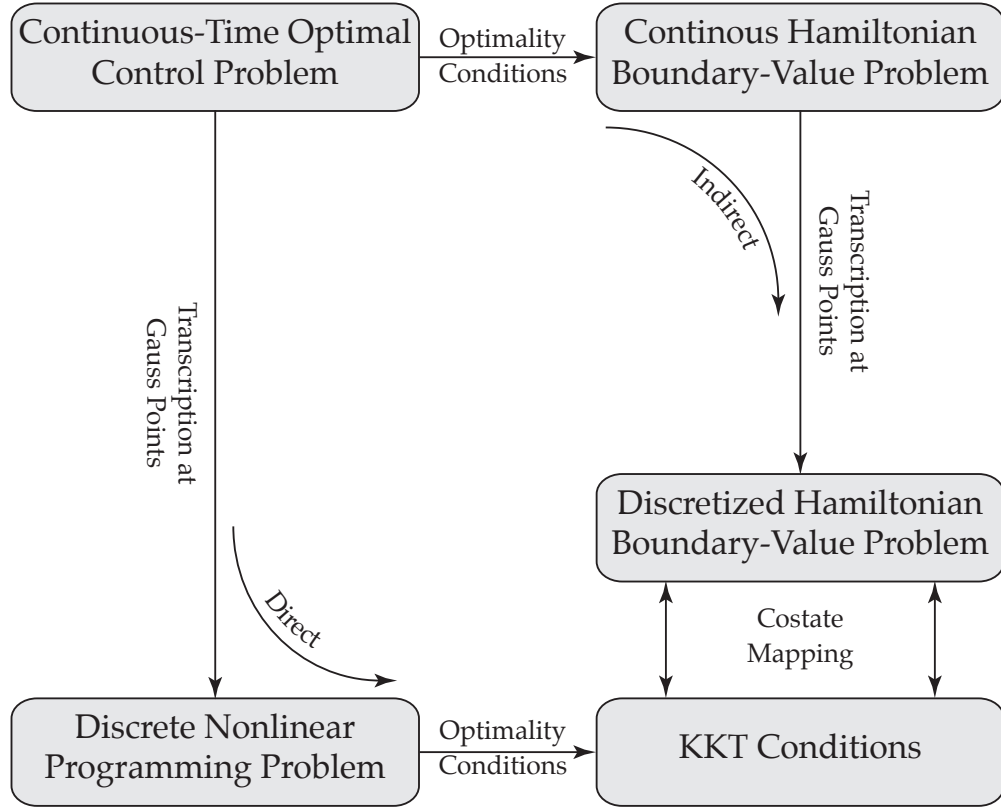 Continuous-Time Optimal
Control Problem
Optimality
Conditions
Continous Hamiltonian
Boundary-Value Problem
Indirect
Transcription at
Gauss Points
Transcription at
Gauss Points
Discretized Hamiltonian
Boundary-Value Problem
Direct
Costate
Mapping
Discrete Nonlinear
Programming Problem
Optimality
Conditions
KKT Conditions